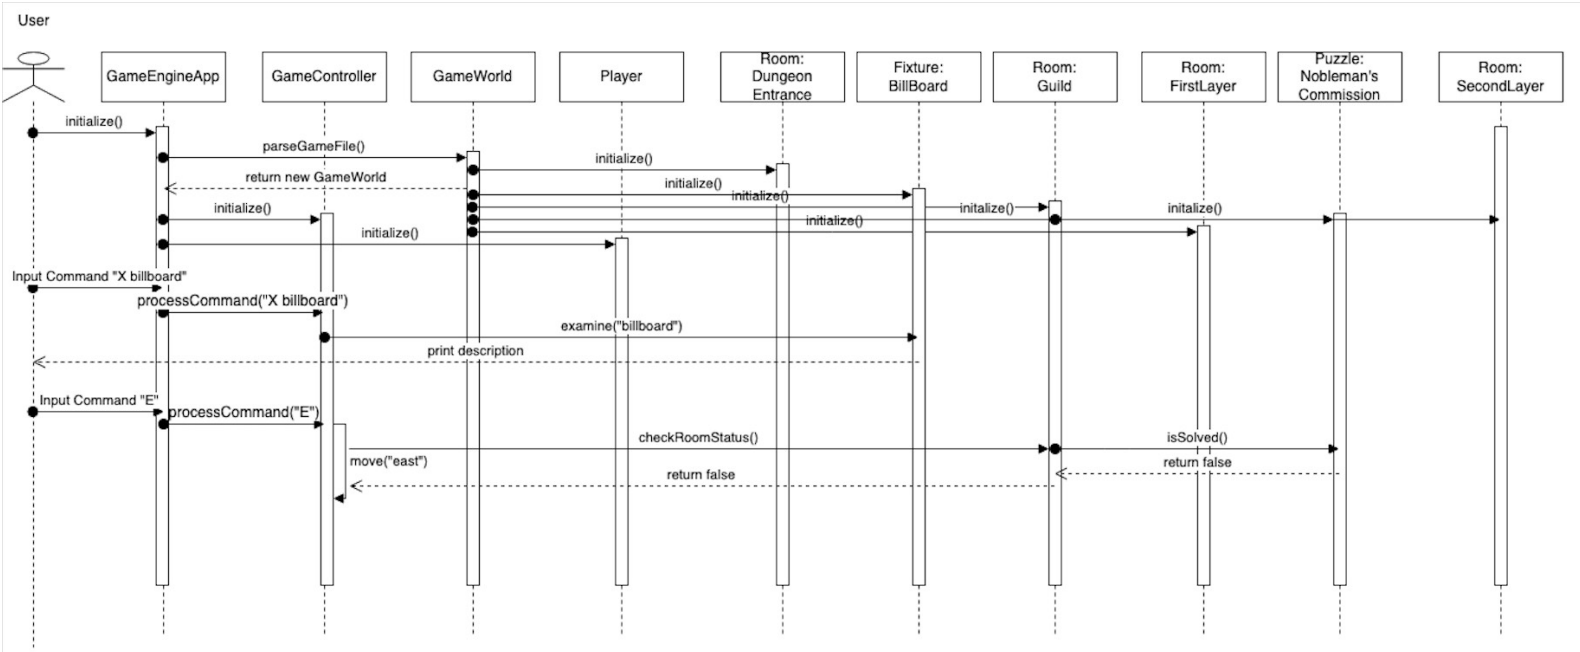 User
GameEngineApp
GameController
GameWorld
Player
Room:
Dungeon
Entrance
Fixture:
BillBoard
Room:
Guild
Room:
FirstLayer
Puzzle:
Nobleman's
Commission
Room:
SecondLayer
initialize()
parseGameFile()
initialize()
return new GameWorld
initialize()
initialize()
initialize()
initalize()
initalize()
initialize()
initialize()
Input Command "X billboard"
processCommand("X billboard")
examine("billboard")
print description
Input Command "E"
processCommand("E")
checkRoomStatus()
isSolved()
move("east")
return false
return false